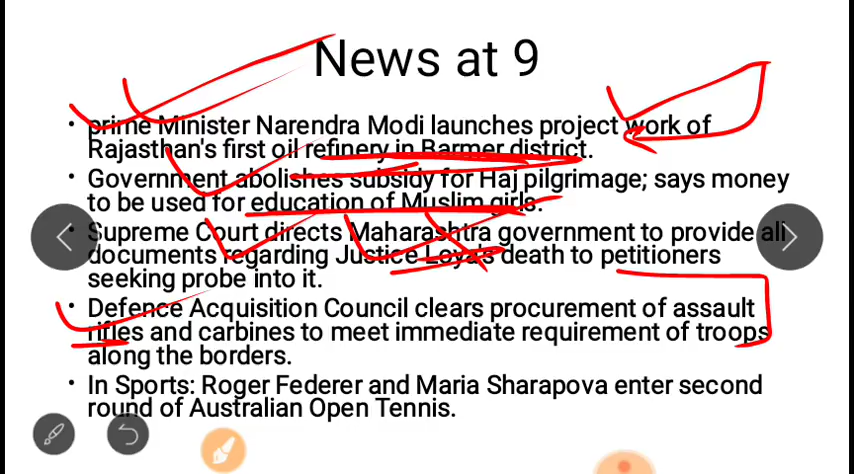 News at 9
• prime Minister Narendra Modi launches project work of
Rajasthan's first oil refinery in Barmer district.
• Government abolishes subsidy for Haj pilgrimage; says money
to be used for education of Muslim girls.
• Supreme Court directs Maharashtra government to provide all
documents regarding Justice Loya's death to petitioners
seeking probe into it.
• Defence Acquisition Council clears procurement of assault
rifles and carbines to meet immediate requirement of troops
along the borders.
• In Sports: Roger Federer and Maria Sharapova enter second
round of Australian Open Tennis.